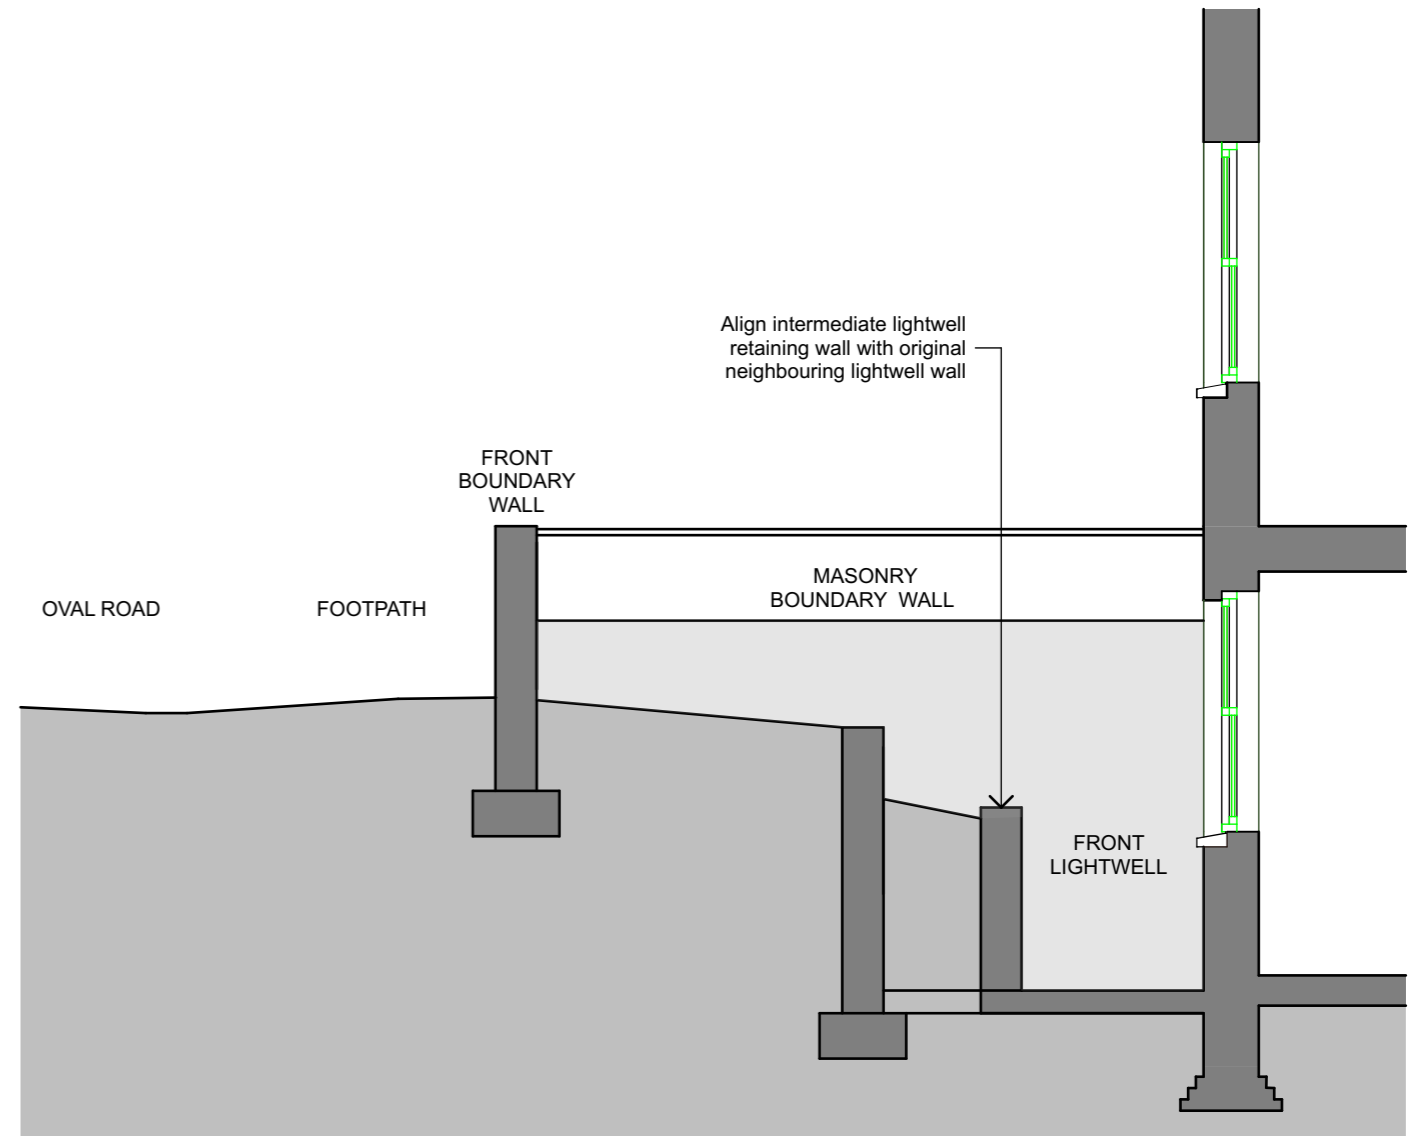 Align intermediate lightwell
retaining wall with original
neighbouring lightwell wall
FRONT
BOUNDARY
WALL
MASONRY
BOUNDARY WALL
OVAL ROAD
FOOTPATH
FRONT
LIGHTWELL